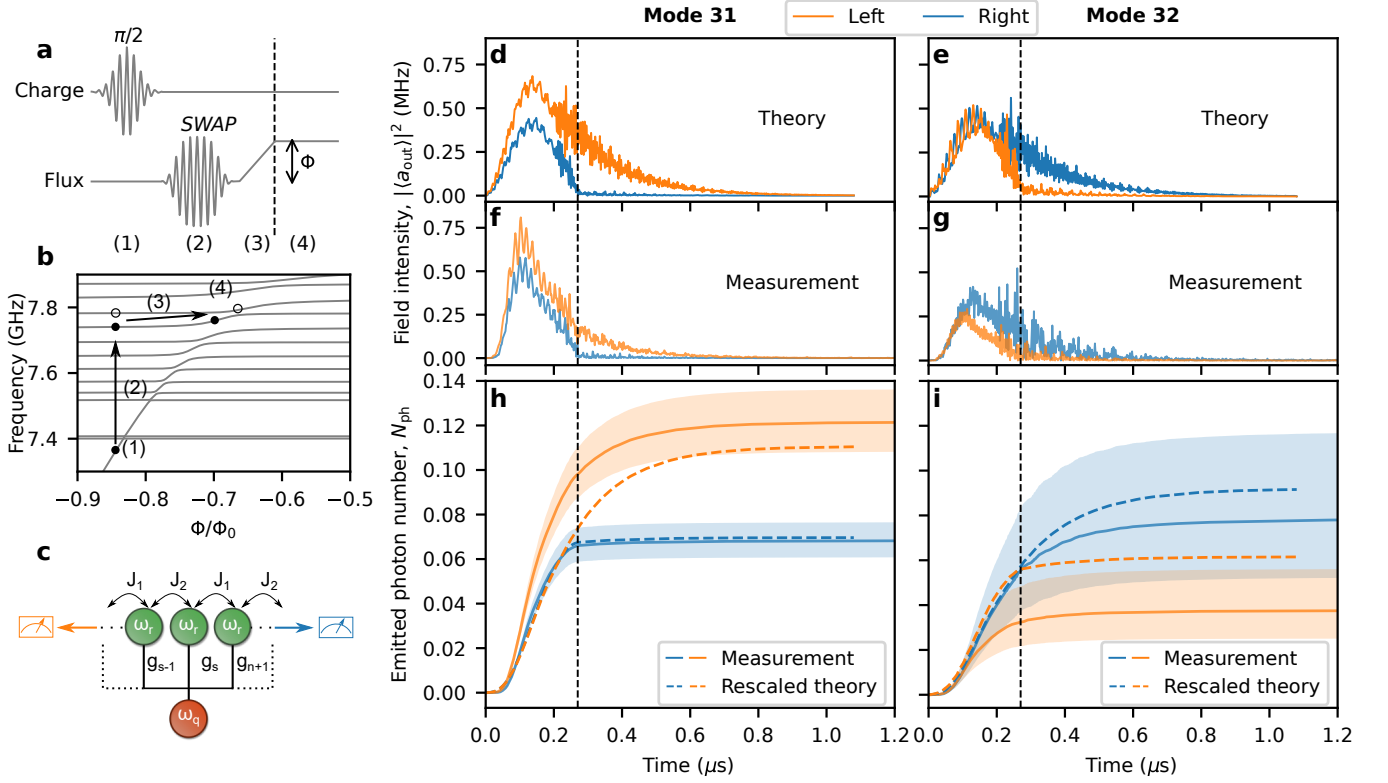 Mode 31
Left
Right
Mode 32
a
π/2
Charge
SWAP
Flux
Φ
(1)
(2)
(3)
(4)
b
Frequency (GHz)
7.8
7.6
7.4
(3)
(4)
(2)
(1)
−0.9
−0.8
−0.7
−0.6
−0.5
Φ/Φ0
c
J1
J2
J1
J2
ωr
ωr
ωr
gs-1
gs
gn+1
ωq
Field intensity, |⟨aout⟩|2 (MHz)
d
0.75
0.50
0.25
0.00
Theory
e
Theory
f
0.75
0.50
0.25
0.00
Measurement
g
Measurement
Emitted photon number, Nph
h
0.14
0.12
0.10
0.08
0.06
0.04
0.02
0.00
Measurement
Rescaled theory
0.0
0.2
0.4
0.6
0.8
1.0
1.2
Time (μs)
i
Measurement
Rescaled theory
0.0
0.2
0.4
0.6
0.8
1.0
1.2
Time (μs)